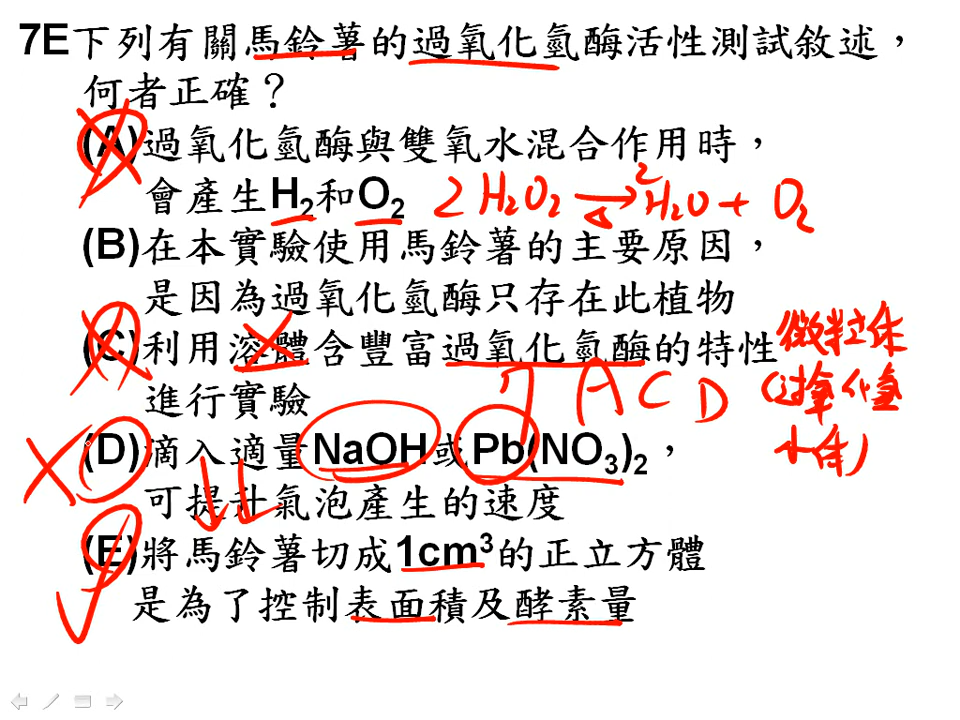 7E下列有關馬鈴薯的過氧化氫酶活性測試敘述，
何者正確？
(A)過氧化氫酶與雙氧水混合作用時，
會產生H₂和O₂ 2H₂O₂ → 2H₂O + O₂
(B)在本實驗使用馬鈴薯的主要原因，
是因為過氧化氫酶只存在此植物
(C)利用溶體含豐富過氧化氫酶的特性
微粒体
進行實驗
7 A C D
(过氧化氢
小体)
(D)滴入適量NaOH或Pb(NO₃)₂，
可提升氣泡產生的速度
(E)將馬鈴薯切成1cm³的正立方體
是為了控制表面積及酵素量